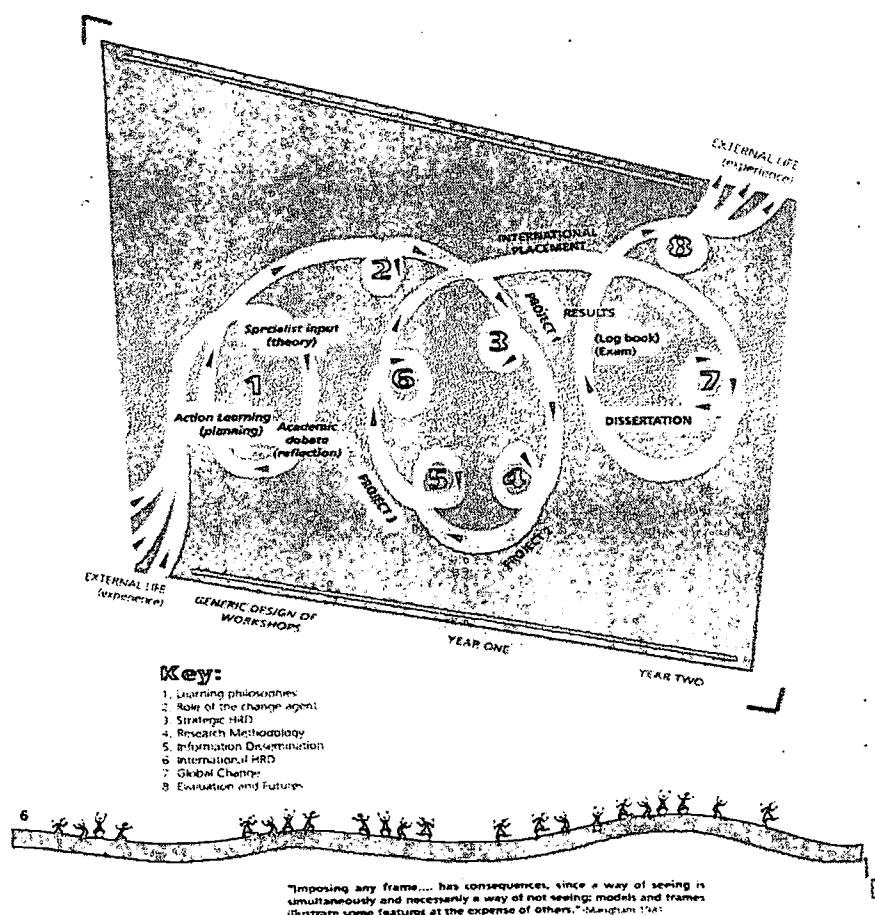 EXTERNAL LIFE
(experience)
INTERNATIONAL
PLACEMENT
8
2
PROJECT 1
RESULTS
Specialist input
(theory)
3
(Log book)
(Exam)
1
6
7
Action Learning
(planning)
Academic
debate
(reflection)
DISSERTATION
5
4
PROJECT 3
PROJECT 2
EXTERNAL LIFE
(experience)
GENERIC DESIGN OF
WORKSHOPS
YEAR ONE
YEAR TWO
Key:
1. Learning philosophies
2. Role of the change agent
3. Strategic HRD
4. Research Methodology
5. Information Dissemination
6. International HRD
7. Global Change
8. Evaluation and Futures
6
"Imposing any frame.... has consequences, since a way of seeing is
simultaneously and necessarily a way of not seeing; models and frames
illustrate some features at the expense of others." Mangham 1981